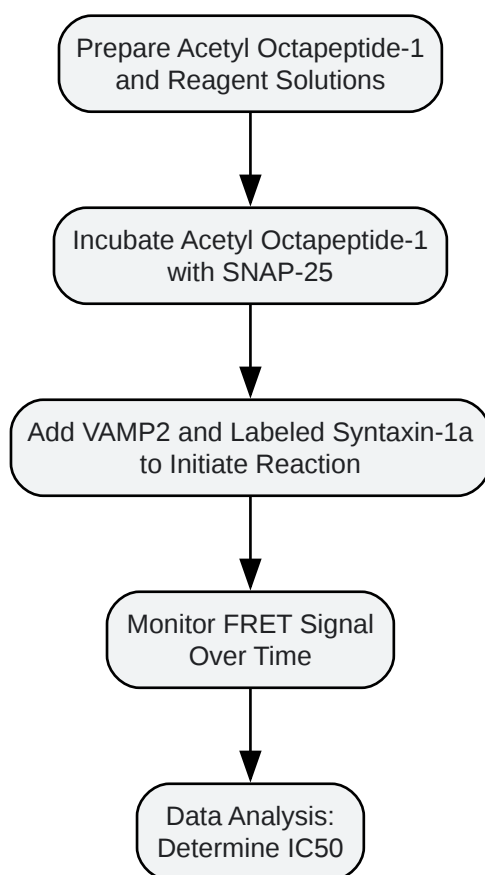 Prepare Acetyl Octapeptide-1
and Reagent Solutions
Incubate Acetyl Octapeptide-1
with SNAP-25
Add VAMP2 and Labeled Syntaxin-1a
to Initiate Reaction
Monitor FRET Signal
Over Time
Data Analysis:
Determine IC50